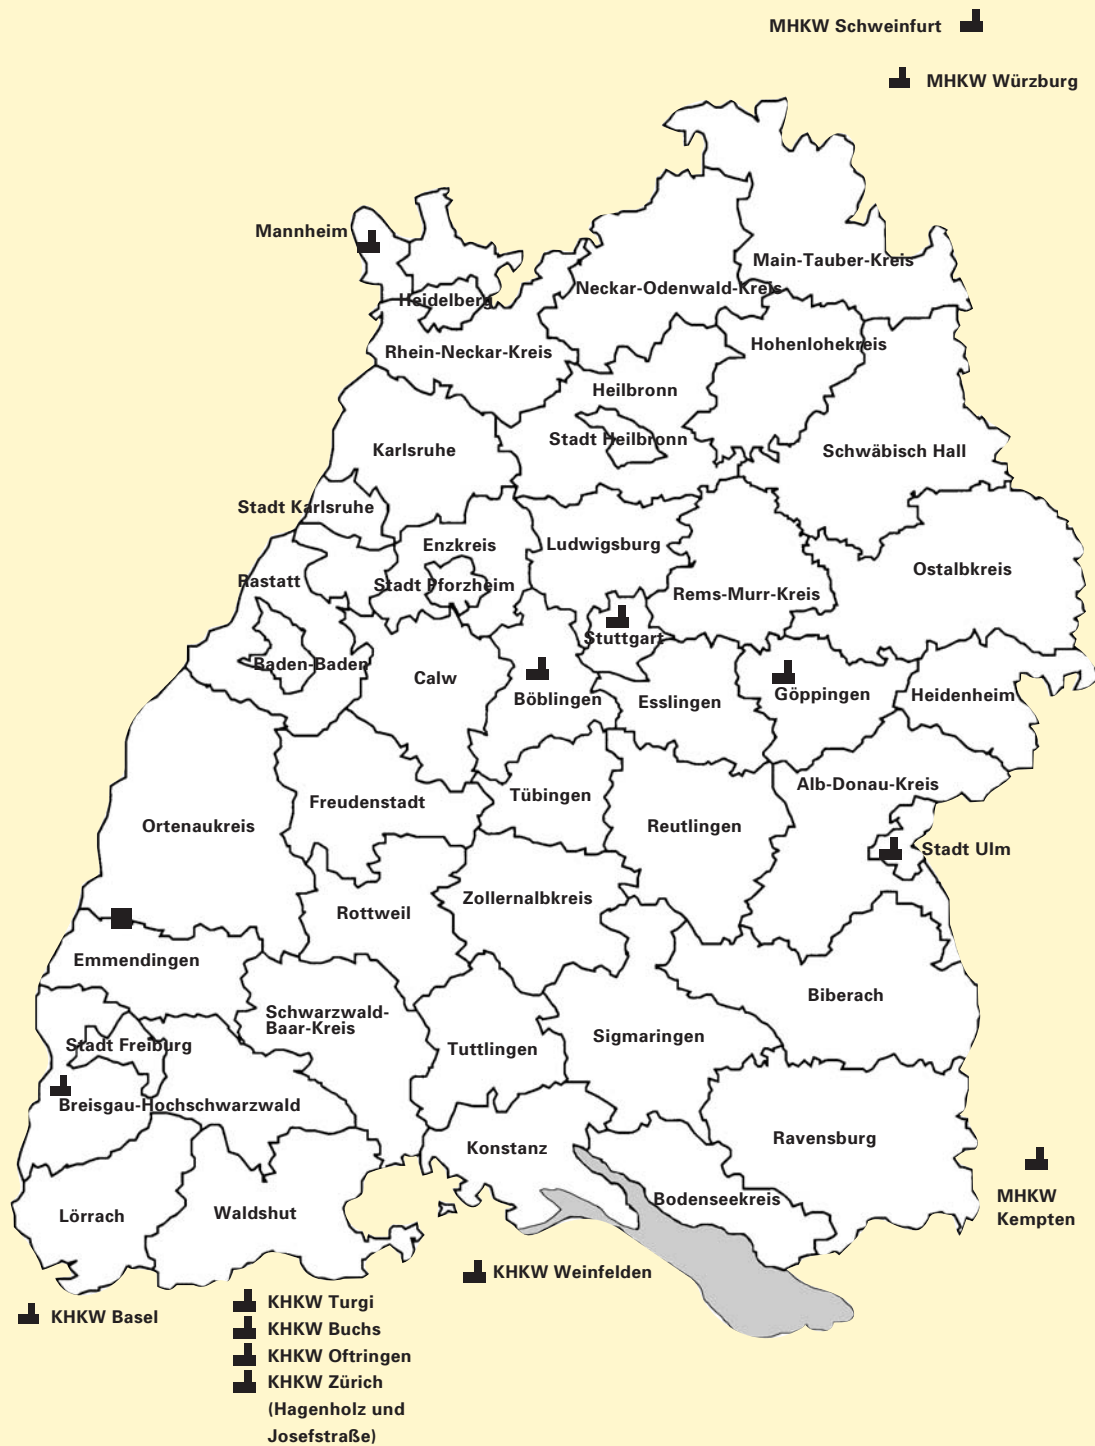 MHKW Schweinfurt
MHKW Würzburg
Mannheim
Main-Tauber-Kreis
Neckar-Odenwald-Kreis
Heidelberg
Hohenlohekreis
Rhein-Neckar-Kreis
Heilbronn
Stadt Heilbronn
Karlsruhe
Schwäbisch Hall
Stadt Karlsruhe
Enzkreis
Ludwigsburg
Ostalbkreis
Rastatt
Stadt Pforzheim
Rems-Murr-Kreis
Stuttgart
Baden-Baden
Calw
Böblingen
Esslingen
Göppingen
Heidenheim
Alb-Donau-Kreis
Freudenstadt
Tübingen
Ortenaukreis
Reutlingen
Stadt Ulm
Zollernalbkreis
Rottweil
Emmendingen
Biberach
Schwarzwald-
Baar-Kreis
Sigmaringen
Stadt Freiburg
Tuttlingen
Breisgau-Hochschwarzwald
Ravensburg
Konstanz
MHKW
Kempten
Bodenseekreis
Lörrach
Waldshut
KHKW Weinfelden
KHKW Basel
KHKW Turgi
KHKW Buchs
KHKW Oftringen
KHKW Zürich
(Hagenholz und
Josefstraße)